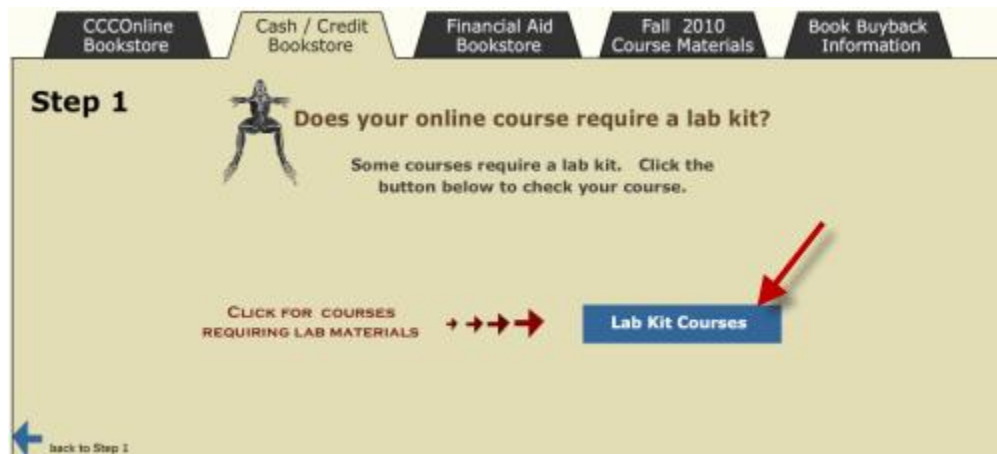 CCCOnline
Bookstore
Cash / Credit
Bookstore
Financial Aid
Bookstore
Fall 2010
Course Materials
Book Buyback
Information
Step 1
Does your online course require a lab kit?
Some courses require a lab kit. Click the
button below to check your course.
CLICK FOR COURSES
REQUIRING LAB MATERIALS
Lab Kit Courses
back to Step 1